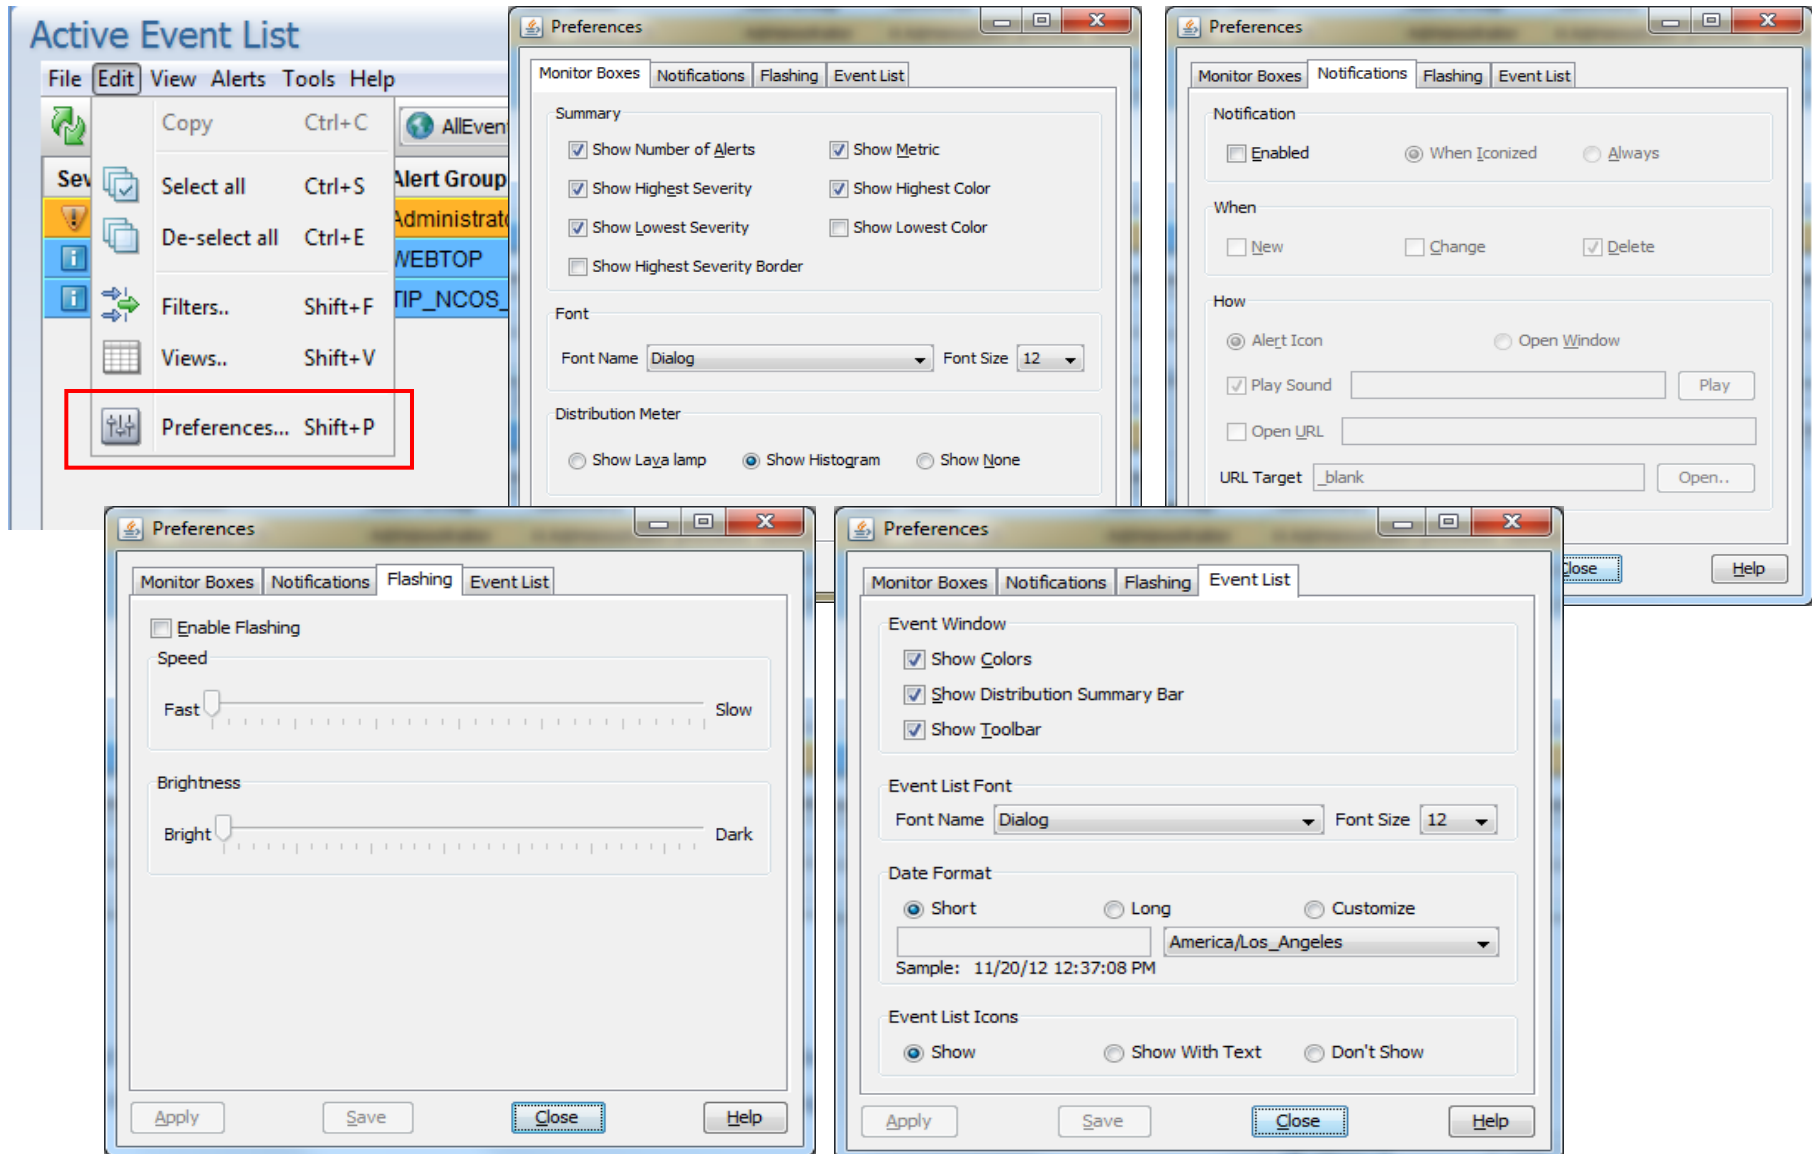 Active Event List
File Edit View Alerts Tools Help
Copy Ctrl+C
AllEven
Sev
Select all Ctrl+S
Alert Group
De-select all Ctrl+E
Administrato
WEBTOP
Filters.. Shift+F
TIP_NCOS_
Views.. Shift+V
Preferences... Shift+P
Preferences
Monitor Boxes Notifications Flashing Event List
Summary
Show Number of Alerts Show Metric
Show Highest Severity Show Highest Color
Show Lowest Severity Show Lowest Color
Show Highest Severity Border
Font
Font Name Dialog Font Size 12
Distribution Meter
Show Lava lamp Show Histogram Show None
Preferences
Monitor Boxes Notifications Flashing Event List
Notification
Enabled When Iconized Always
When
New Change Delete
How
Alert Icon Open Window
Play Sound Play
Open URL
URL Target _blank Open..
Close Help
Preferences
Monitor Boxes Notifications Flashing Event List
Enable Flashing
Speed
Fast Slow
Brightness
Bright Dark
Apply Save Close Help
Preferences
Monitor Boxes Notifications Flashing Event List
Event Window
Show Colors
Show Distribution Summary Bar
Show Toolbar
Event List Font
Font Name Dialog Font Size 12
Date Format
Short Long Customize
America/Los_Angeles
Sample: 11/20/12 12:37:08 PM
Event List Icons
Show Show With Text Don't Show
Apply Save Close Help